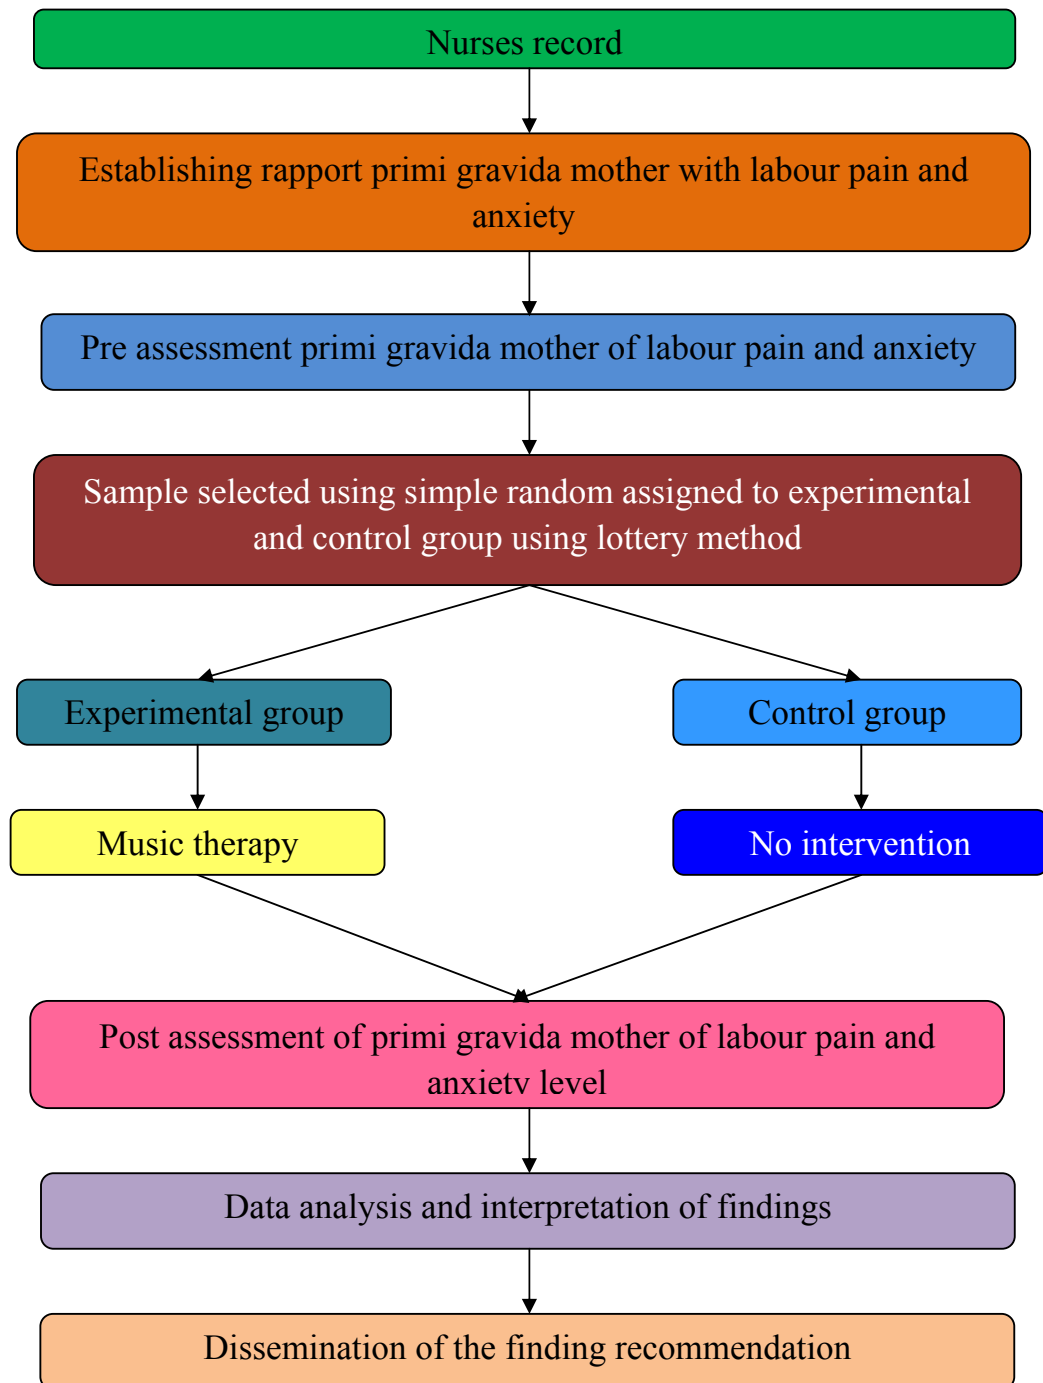 Nurses record
Establishing rapport primi gravida mother with labour pain and
anxiety
Pre assessment primi gravida mother of labour pain and anxiety
Sample selected using simple random assigned to experimental
and control group using lottery method
Experimental group
Control group
Music therapy
No intervention
Post assessment of primi gravida mother of labour pain and
anxiety level
Data analysis and interpretation of findings
Dissemination of the finding recommendation